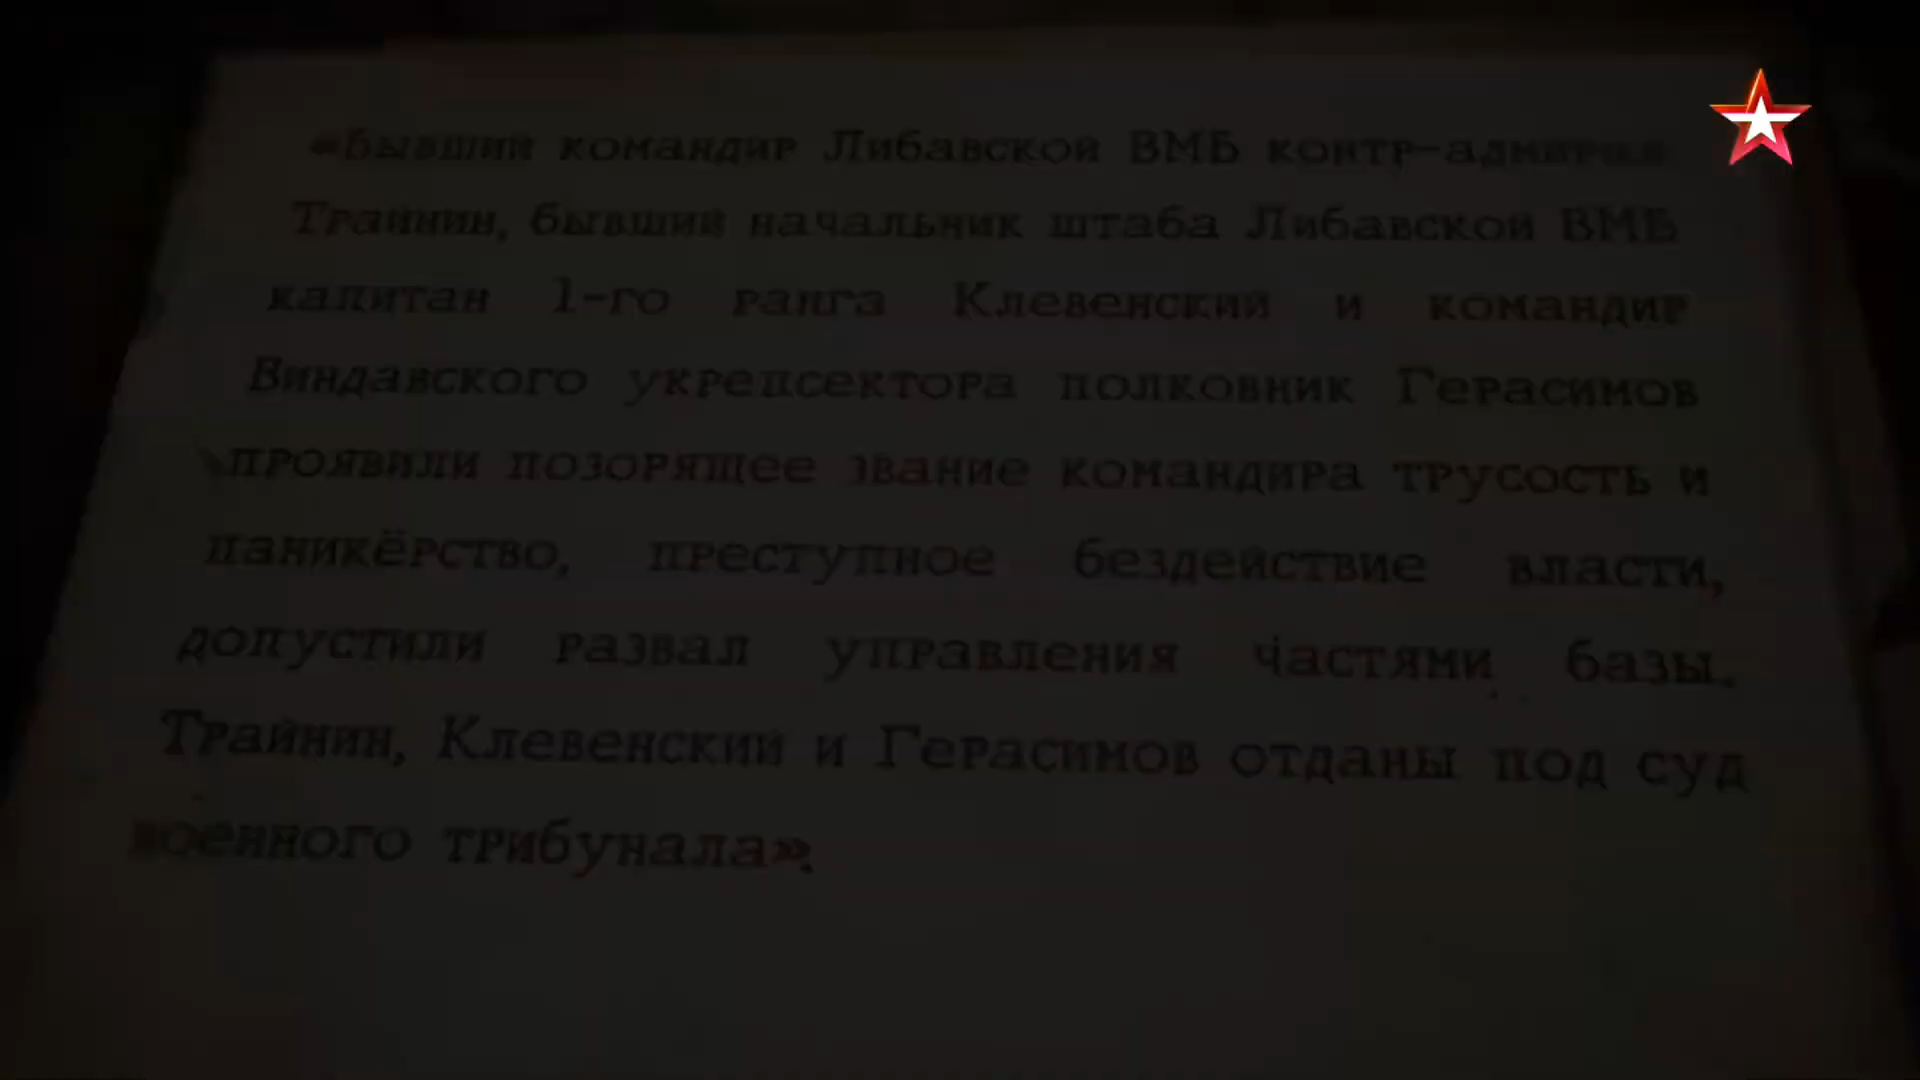 «Бывший командир Либавской ВМБ контр-адмирал
Трайнин, бывший начальник штаба Либавской ВМБ
капитан 1-го ранга Клевенский и командир
Виндавского укрепсектора полковник Герасимов
проявили позорящее звание командира трусость и
паникёрство, преступное бездействие власти,
допустили развал управления частями базы.
Трайнин, Клевенский и Герасимов отданы под суд
военного трибунала».